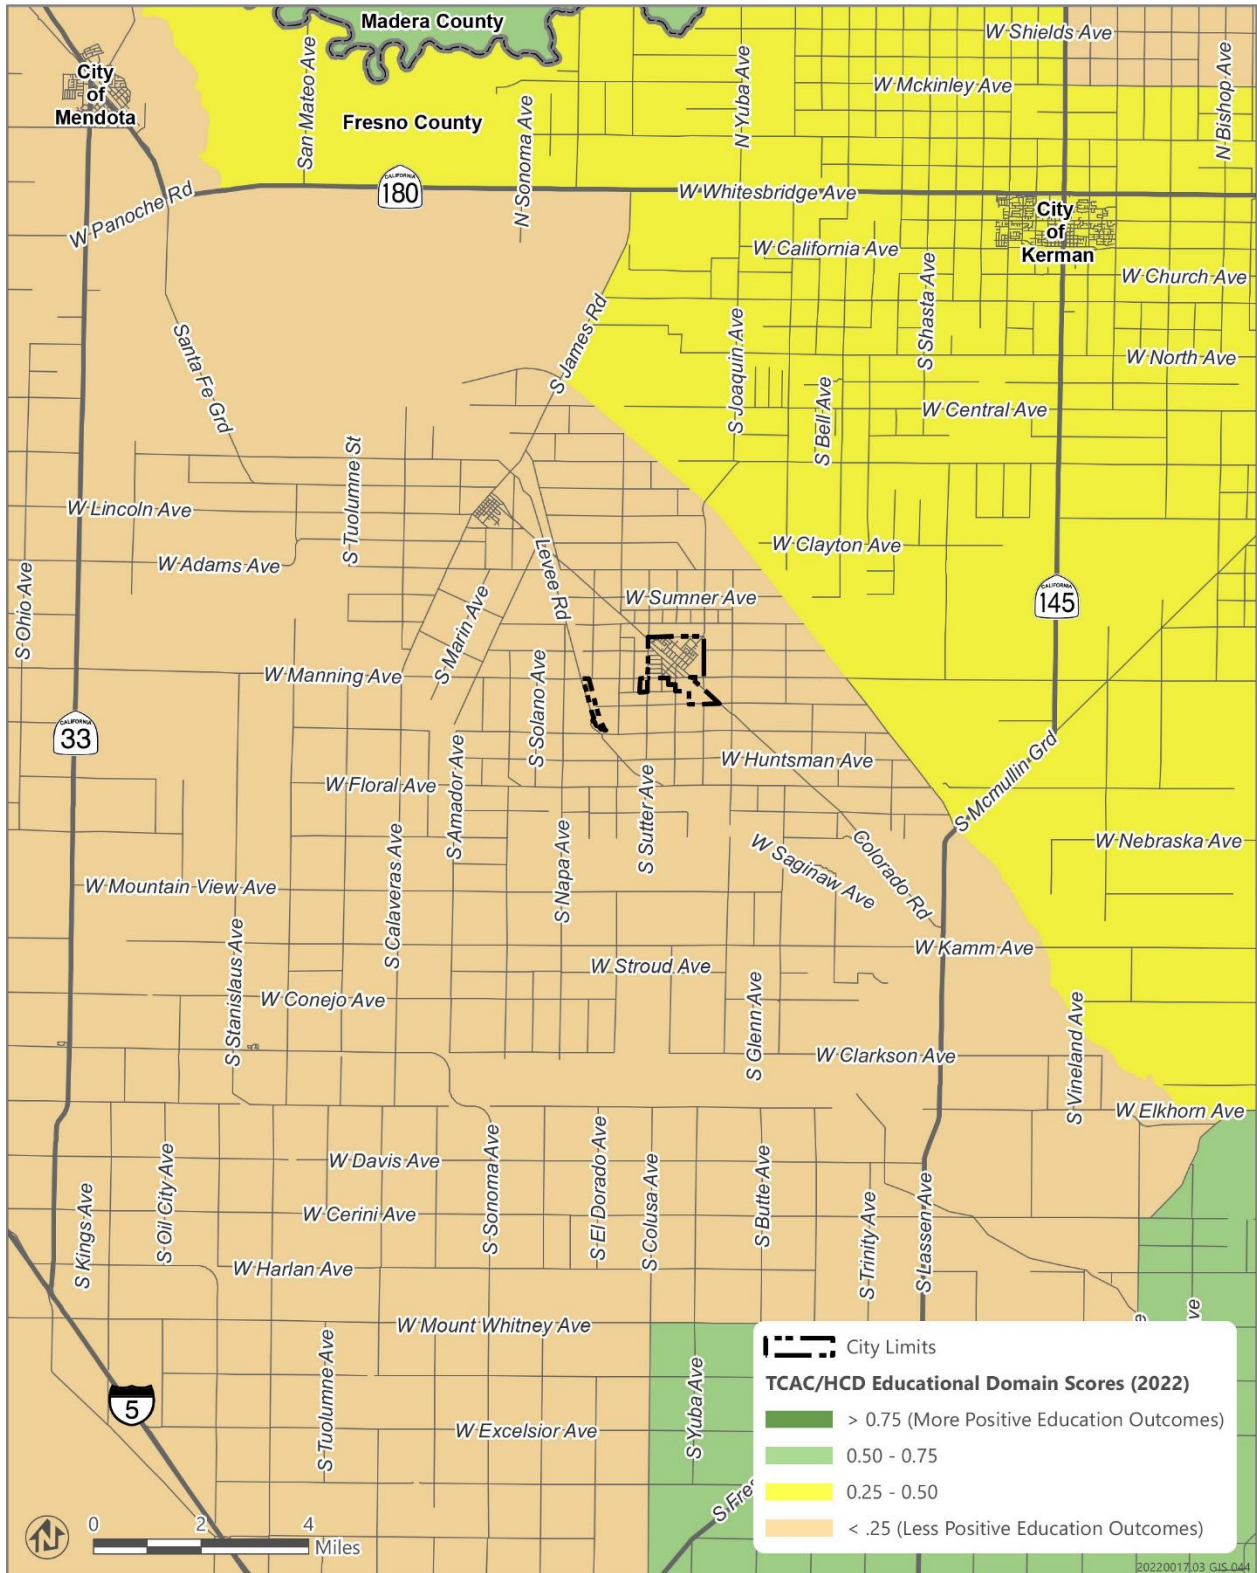 Madera County
W Shields Ave
City
of
Mendota
San Mateo Ave
Fresno County
N Sonoma Ave
N Yuba Ave
W Mckinley Ave
N Bishop Ave
W Panoche Rd
CALIFORNIA
180
W Whitesbridge Ave
City
of
Kerman
W California Ave
S Shasta Ave
W Church Ave
Santa Fe Grd
S James Rd
S Joaquin Ave
W North Ave
S Bell Ave
W Central Ave
S Tuolumne St
W Lincoln Ave
W Adams Ave
Levee Rd
W Clayton Ave
S Ohio Ave
S Marin Ave
W Sumner Ave
CALIFORNIA
145
W Manning Ave
S Solano Ave
CALIFORNIA
33
S Amador Ave
W Floral Ave
W Huntsman Ave
S Mcmullin Grd
S Sutter Ave
S Calaveras Ave
S Napa Ave
W Saginaw Ave
Colorado Rd
W Nebraska Ave
W Mountain View Ave
S Stanislaus Ave
W Kamm Ave
W Stroud Ave
W Conejo Ave
S Glenn Ave
S Vineland Ave
W Clarkson Ave
W Elkhorn Ave
S Kings Ave
S Oil City Ave
W Davis Ave
S Sonoma Ave
S El Dorado Ave
S Colusa Ave
S Butte Ave
S Trinity Ave
S Lassen Ave
W Cerini Ave
W Harlan Ave
W Mount Whitney Ave
S Tuolumne Ave
S Yuba Ave
5
W Excelsior Ave
S Fre
ve
City Limits
TCAC/HCD Educational Domain Scores (2022)
> 0.75 (More Positive Education Outcomes)
0.50 - 0.75
0.25 - 0.50
< .25 (Less Positive Education Outcomes)
N
0 2 4
Miles
20220017.03 GIS 044